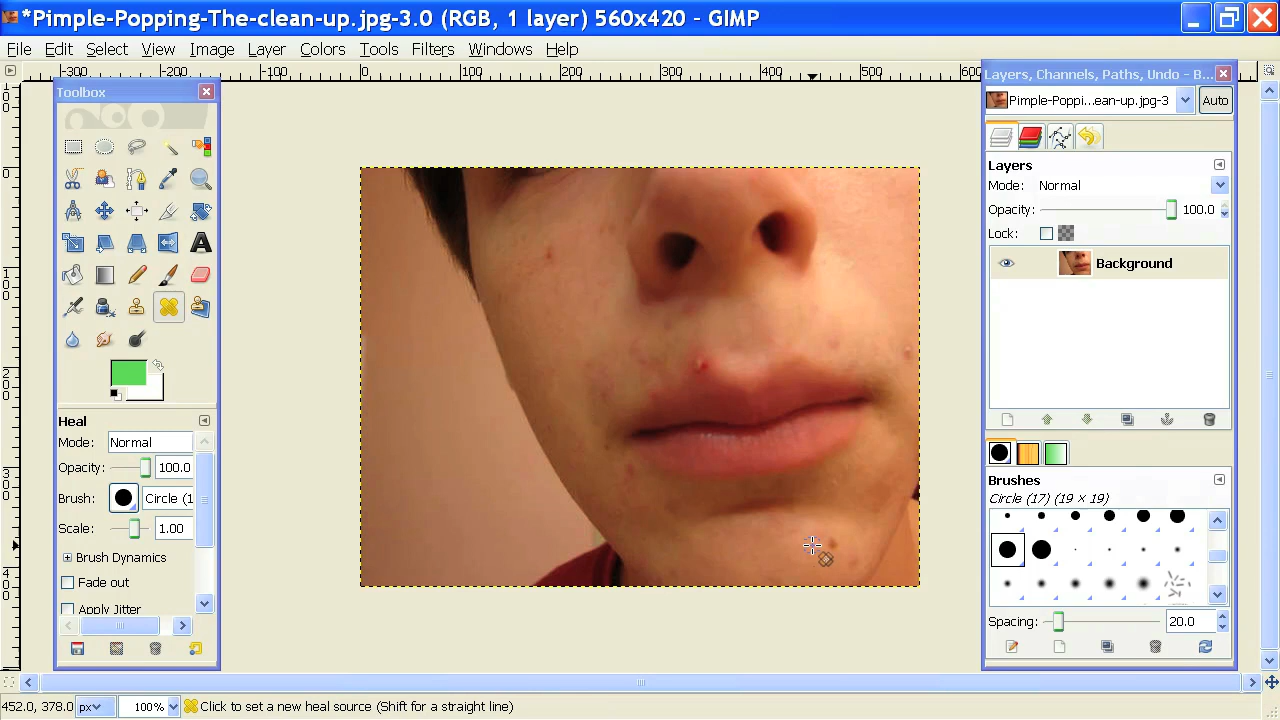 *Pimple-Popping-The-clean-up.jpg-3.0 (RGB, 1 layer) 560x420 - GIMP
File Edit Select View Image Layer Colors Tools Filters Windows Help
-300 -200 -100 0 100 200 300 400 500 600
Toolbox
Heal
Mode: Normal
Opacity: 100.0
Brush: Circle (1
Scale: 1.00
Brush Dynamics
Fade out
Apply Jitter
Layers, Channels, Paths, Undo - B...
Pimple-Poppi...ean-up.jpg-3 Auto
Layers
Mode: Normal
Opacity: 100.0
Lock:
Background
Brushes
Circle (17) (19 × 19)
Spacing: 20.0
452.0, 378.0 px 100% Click to set a new heal source (Shift for a straight line)